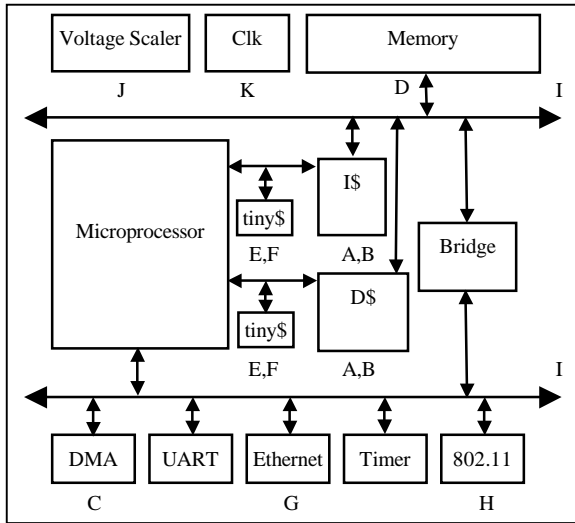 Voltage Scaler
Clk
Memory
J
K
D
I
I$
tiny$
Microprocessor
E,F
A,B
Bridge
D$
tiny$
E,F
A,B
I
DMA
UART
Ethernet
Timer
802.11
C
G
H